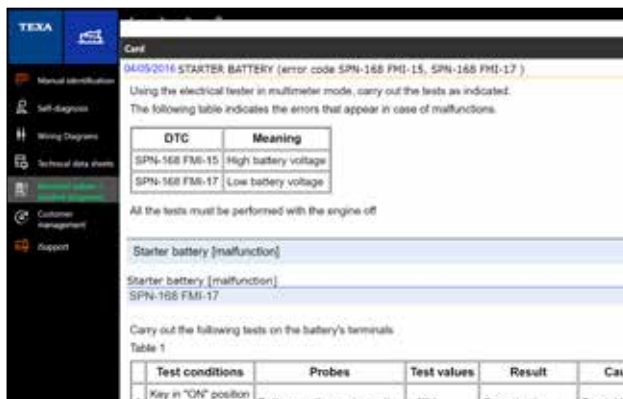 TEXA
Card
Manual identification
Self-diagnosis
Wiring Diagrams
Technical data sheets
Customer
management
iSupport
04/05/2016 STARTER BATTERY (error code SPN-168 FMI-15, SPN-168 FMI-17 )
Using the electrical tester in multimeter mode, carry out the tests as indicated.
The following table indicates the errors that appear in case of malfunctions.
DTC Meaning
SPN-168 FMI-15 High battery voltage
SPN-168 FMI-17 Low battery voltage
All the tests must be performed with the engine off
Starter battery [malfunction]
Starter battery [malfunction]
SPN-168 FMI-17
Carry out the following tests on the battery's terminals
Table 1
Test conditions Probes Test values Result Cau
Key in "ON" position